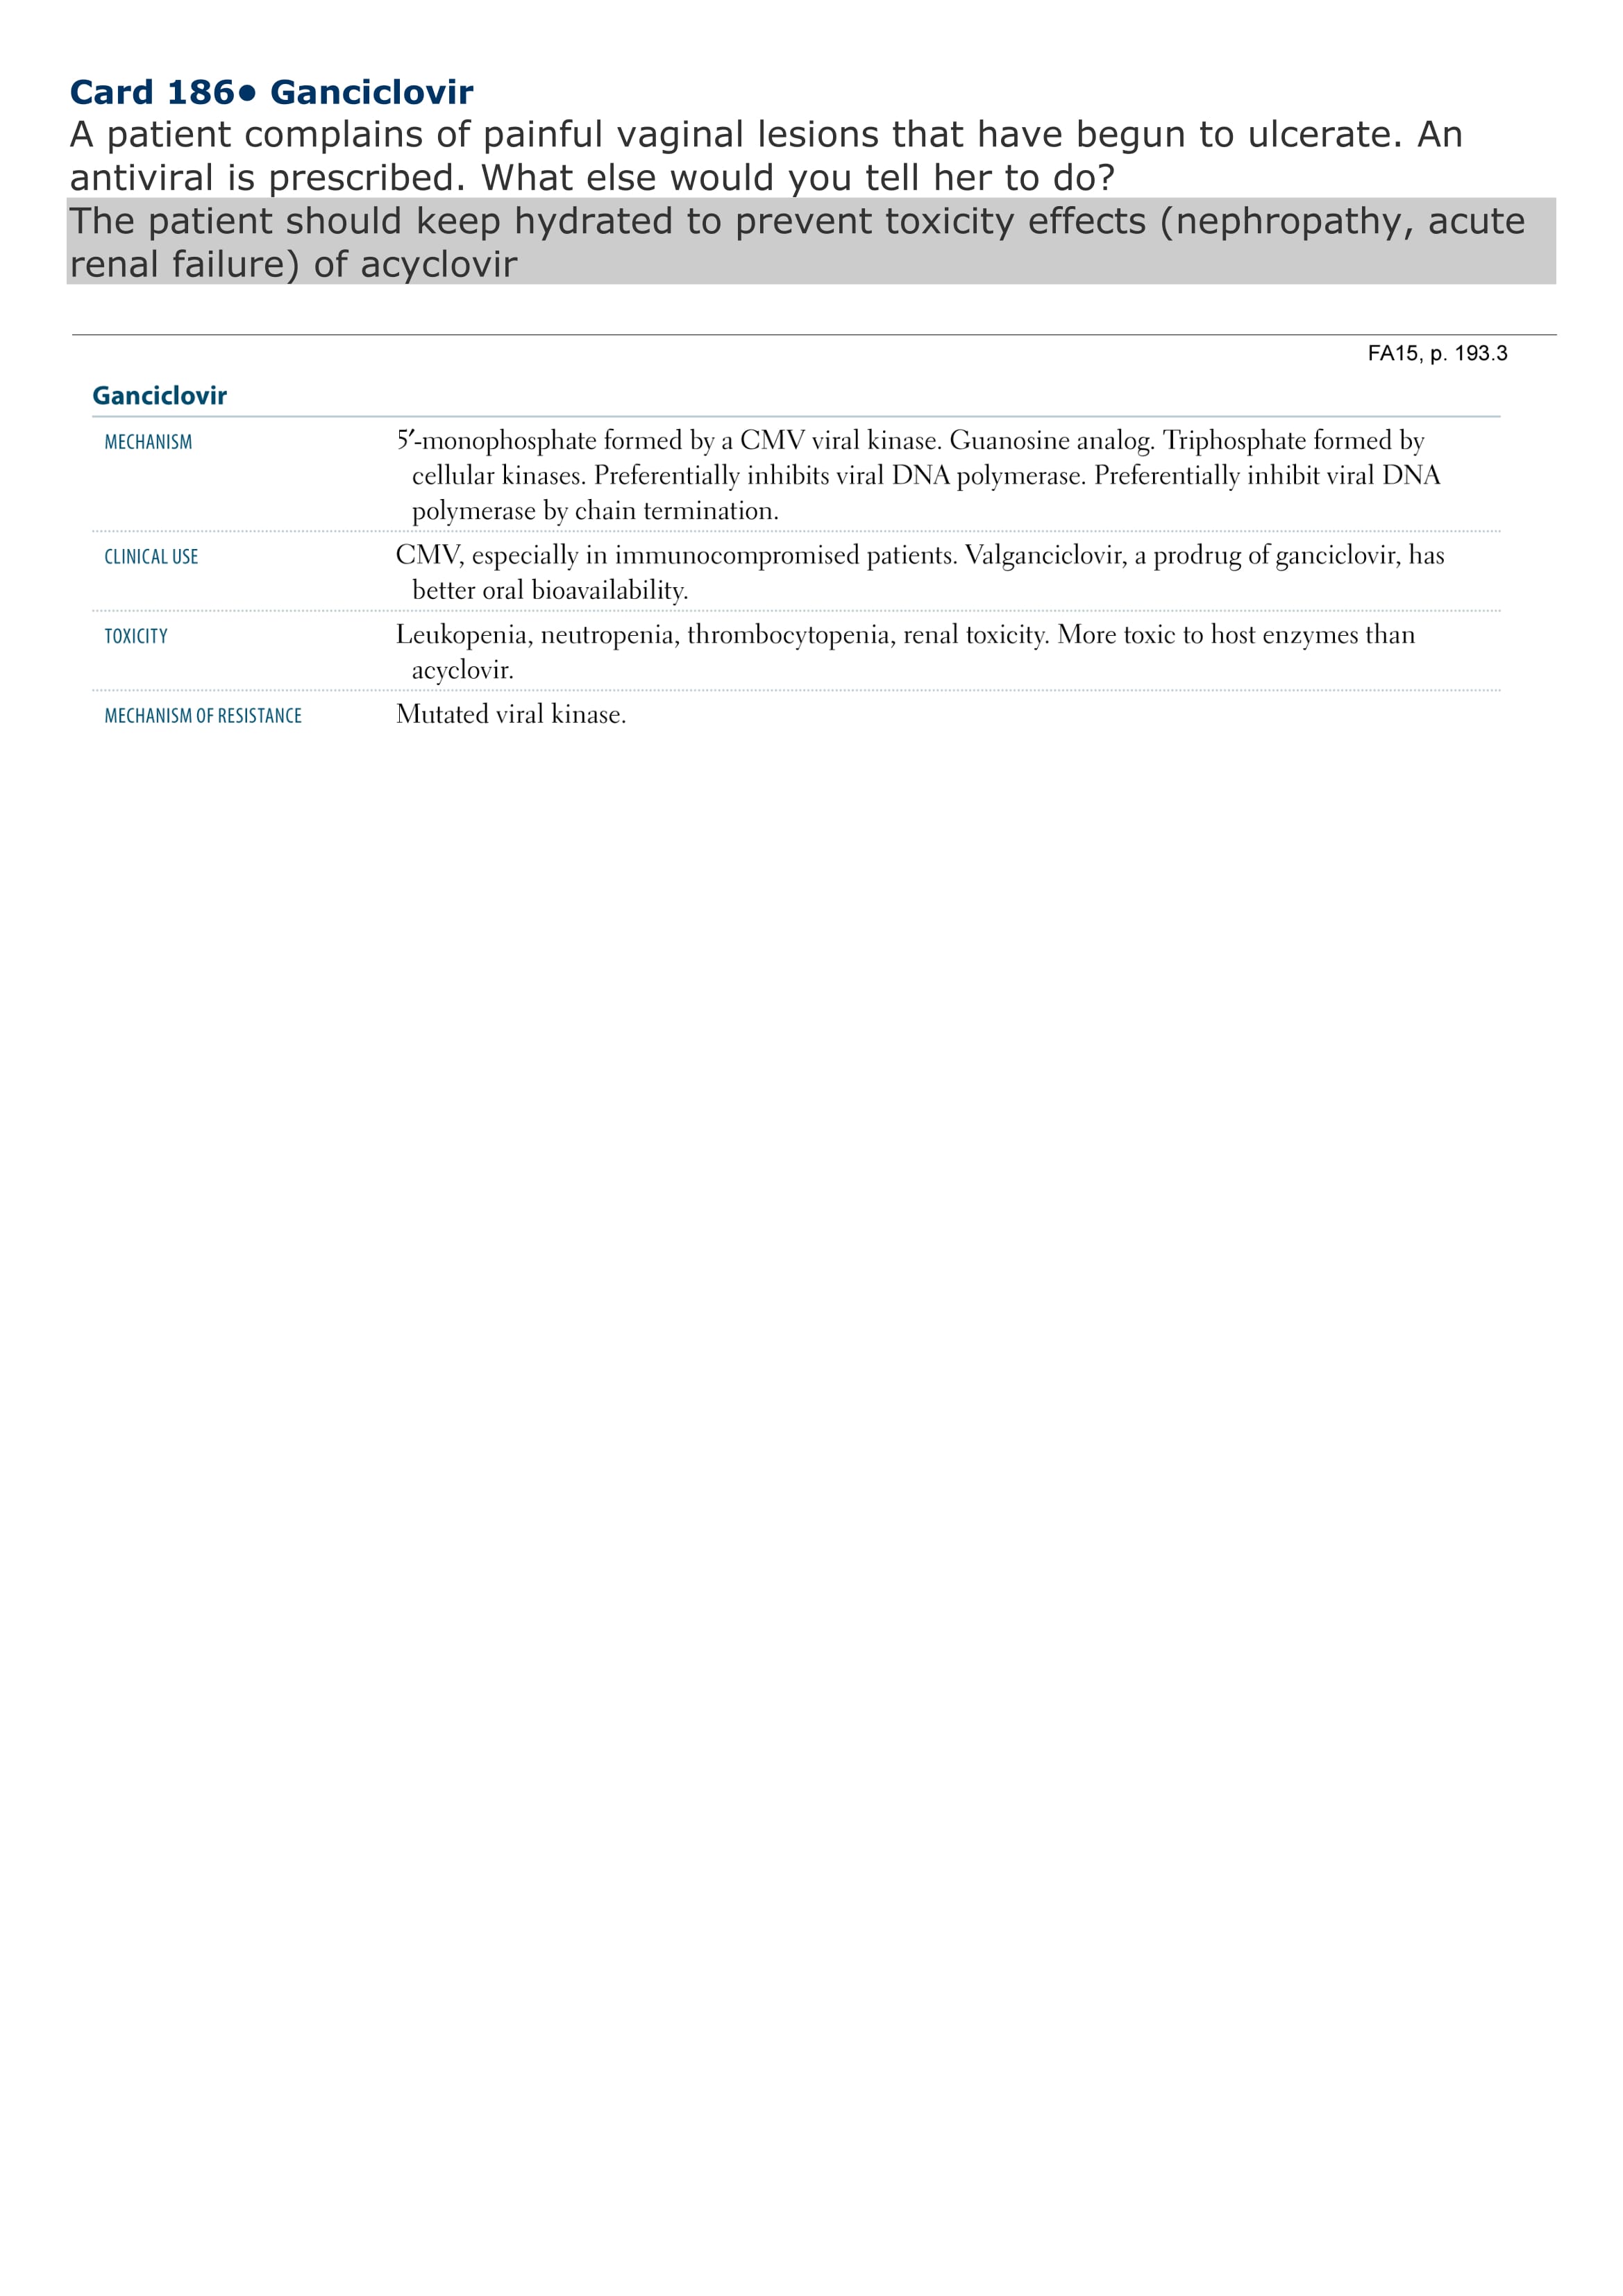 Card 186• Ganciclovir
A patient complains of painful vaginal lesions that have begun to ulcerate. An
antiviral is prescribed. What else would you tell her to do?
The patient should keep hydrated to prevent toxicity effects (nephropathy, acute
renal failure) of acyclovir
FA15, p. 193.3
Ganciclovir
MECHANISM 5′-monophosphate formed by a CMV viral kinase. Guanosine analog. Triphosphate formed by
cellular kinases. Preferentially inhibits viral DNA polymerase. Preferentially inhibit viral DNA
polymerase by chain termination.
CLINICAL USE CMV, especially in immunocompromised patients. Valganciclovir, a prodrug of ganciclovir, has
better oral bioavailability.
TOXICITY Leukopenia, neutropenia, thrombocytopenia, renal toxicity. More toxic to host enzymes than
acyclovir.
MECHANISM OF RESISTANCE Mutated viral kinase.